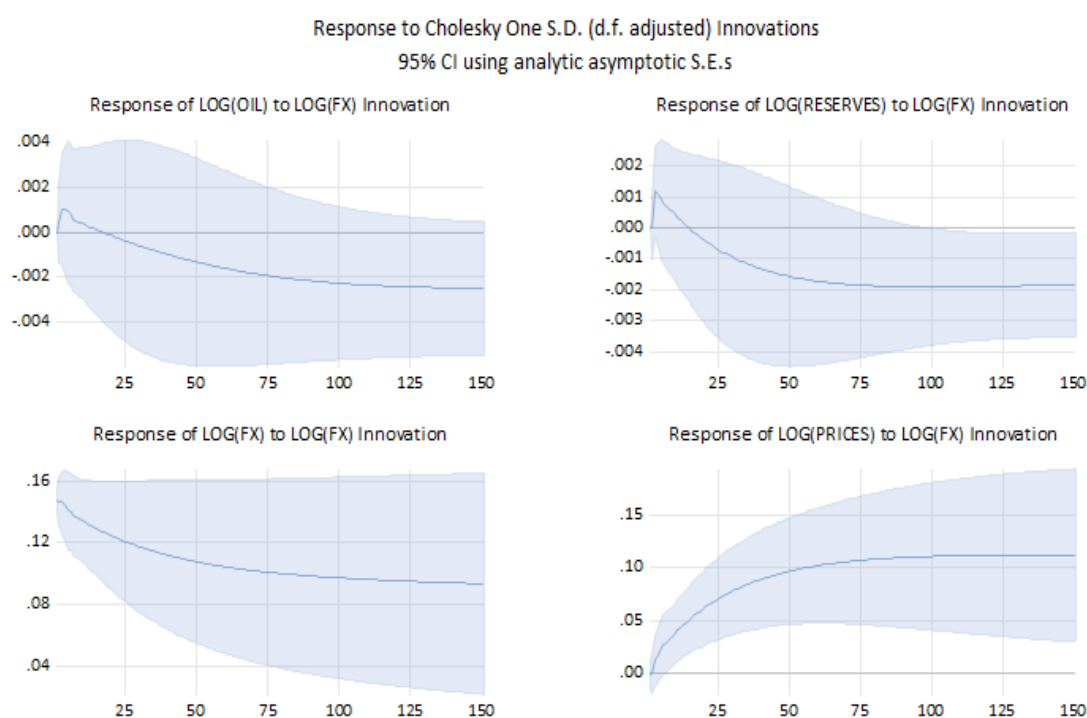 Response to Cholesky One S.D. (d.f. adjusted) Innovations
95% CI using analytic asymptotic S.E.s
Response of LOG(OIL) to LOG(FX) Innovation
.004
.002
.000
-.002
-.004
25 50 75 100 125 150
Response of LOG(RESERVES) to LOG(FX) Innovation
.002
.001
.000
-.001
-.002
-.003
-.004
25 50 75 100 125 150
Response of LOG(FX) to LOG(FX) Innovation
.16
.12
.08
.04
25 50 75 100 125 150
Response of LOG(PRICES) to LOG(FX) Innovation
.15
.10
.05
.00
25 50 75 100 125 150